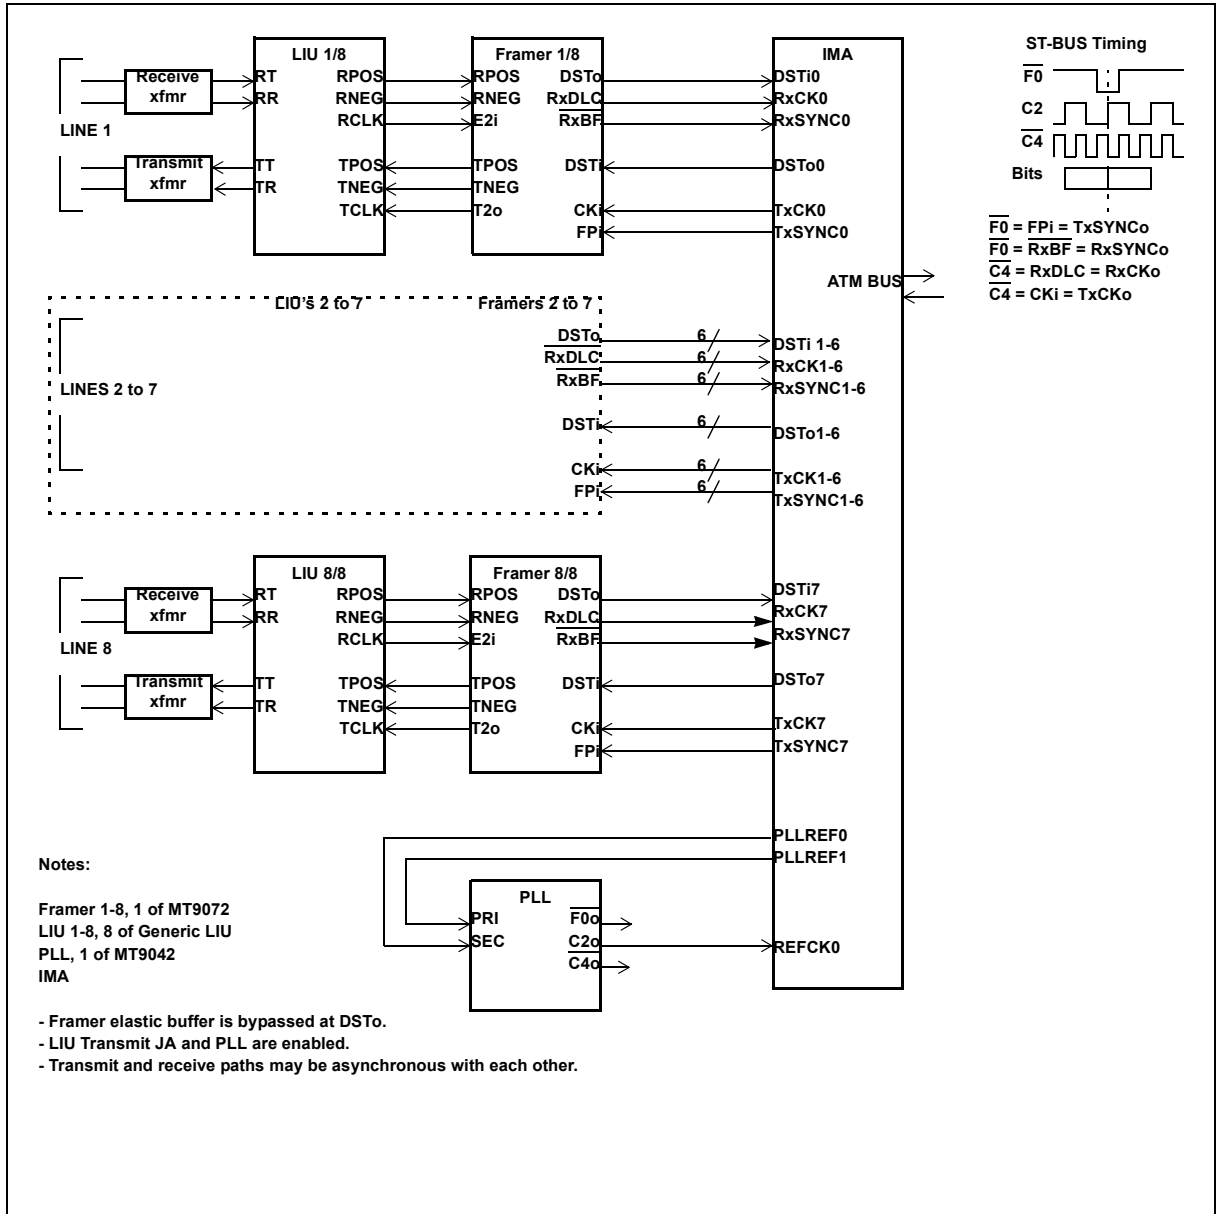 LIU 1/8
Framer 1/8
IMA
ST-BUS Timing
Receive
xfmr
RT
RR
RPOS
RNEG
RCLK
RPOS
RNEG
E2i
DSTo
RxDLC
RxBF
DSTi0
RxCK0
RxSYNC0
F0
C2
C4
Bits
LINE 1
Transmit
xfmr
TT
TR
TPOS
TNEG
TCLK
TPOS
TNEG
T2o
DSTi
CKi
FPi
DSTo0
TxCK0
TxSYNC0
F0 = FPi = TxSYNCo
F0 = RxBF = RxSYNCo
C4 = RxDLC = RxCKo
C4 = CKi = TxCKo
ATM BUS
LIU's 2 to 7
Framers 2 to 7
LINES 2 to 7
DSTo
RxDLC
RxBF
DSTi
CKi
FPi
6
6
6
6
6
6
DSTi 1-6
RxCK1-6
RxSYNC1-6
DSTo1-6
TxCK1-6
TxSYNC1-6
LIU 8/8
Framer 8/8
Receive
xfmr
RT
RR
RPOS
RNEG
RCLK
RPOS
RNEG
E2i
DSTo
RxDLC
RxBF
DSTi7
RxCK7
RxSYNC7
LINE 8
Transmit
xfmr
TT
TR
TPOS
TNEG
TCLK
TPOS
TNEG
T2o
DSTi
CKi
FPi
DSTo7
TxCK7
TxSYNC7
PLLREF0
PLLREF1
PLL
PRI
SEC
F0o
C2o
C4o
REFCK0
Notes:
Framer 1-8, 1 of MT9072
LIU 1-8, 8 of Generic LIU
PLL, 1 of MT9042
IMA
- Framer elastic buffer is bypassed at DSTo.
- LIU Transmit JA and PLL are enabled.
- Transmit and receive paths may be asynchronous with each other.